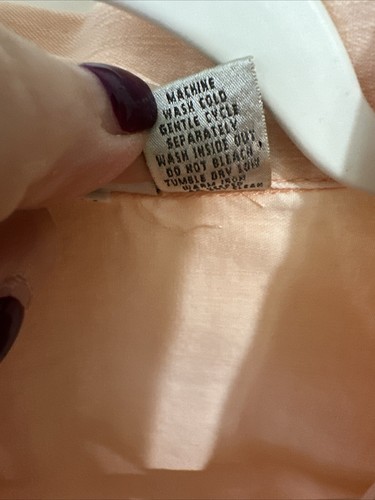 MACHINE
WASH COLD
GENTLE CYCLE
SEPARATELY
WASH INSIDE OUT,
DO NOT BLEACH,
TUMBLE DRY LOW